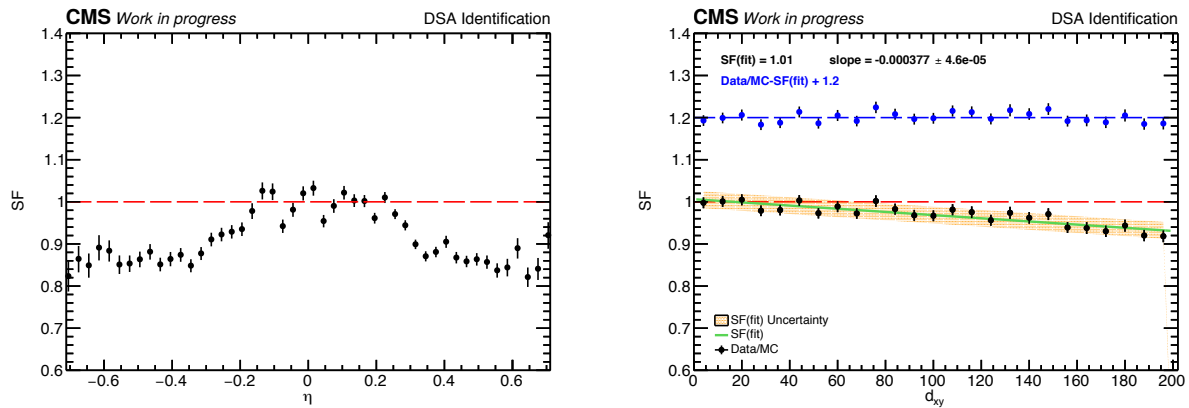 CMS Work in progress DSA Identification
1.4
1.3
1.2
1.1
1
0.9
0.8
0.7
0.6
SF
−0.6 −0.4 −0.2 0 0.2 0.4 0.6
η
CMS Work in progress DSA Identification
1.4
SF(fit) = 1.01 slope = -0.000377 ± 4.6e-05
Data/MC-SF(fit) + 1.2
1.3
1.2
1.1
1
0.9
0.8
0.7
0.6
SF
SF(fit) Uncertainty
SF(fit)
Data/MC
0 20 40 60 80 100 120 140 160 180 200
dxy